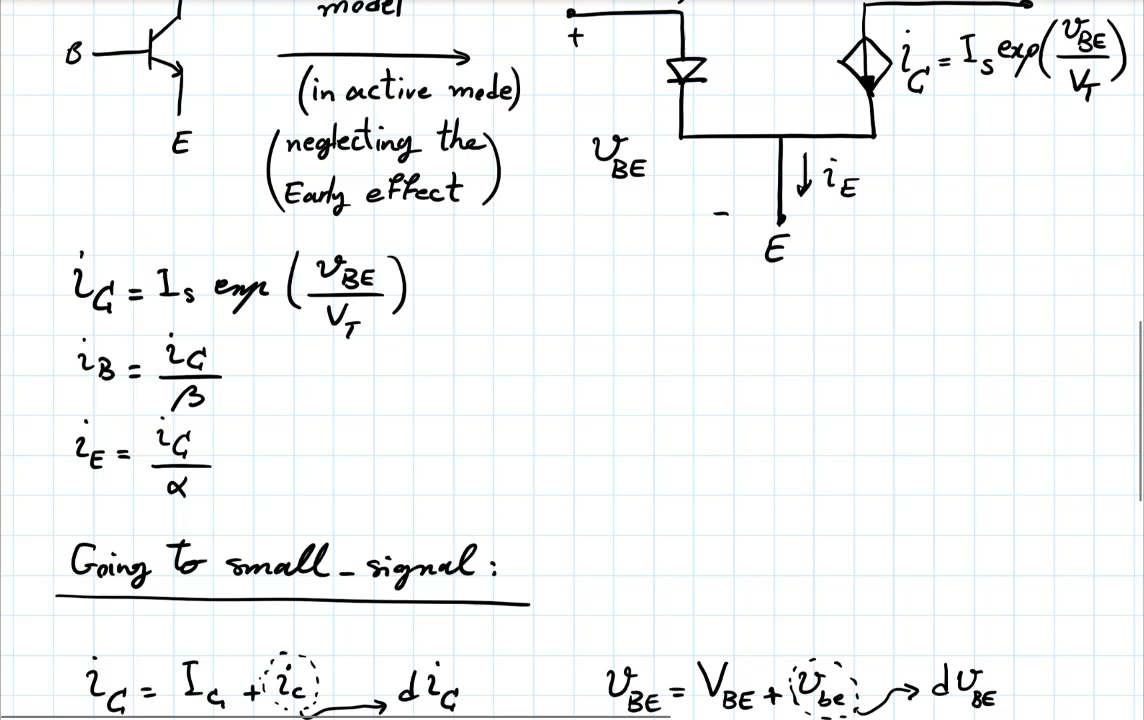 model
B
(in active mode)
(neglecting the
Early effect)
E
+
v_BE
-
i_C = I_s exp(v_BE/V_T)
i_E
E
i_C = I_s exp (v_BE/V_T)
i_B = i_C/β
i_E = i_C/α
Going to small-signal:
i_C = I_C + i_c → di_C
v_BE = V_BE + v_be → dv_BE